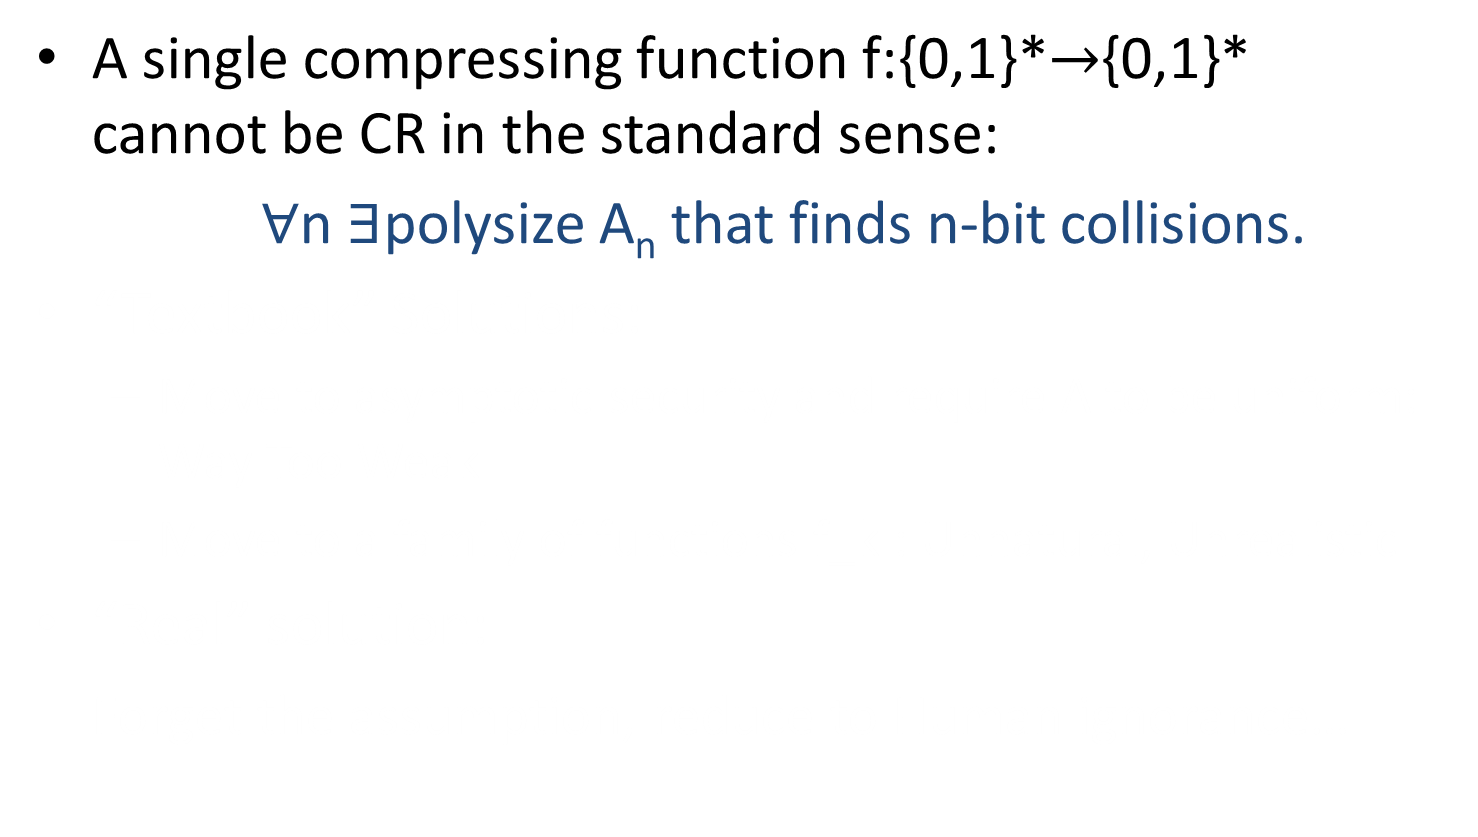 • A single compressing function f:{0,1}*→{0,1}*
cannot be CR in the standard sense:
∀n ∃polysize Aₙ that finds n-bit collisions.